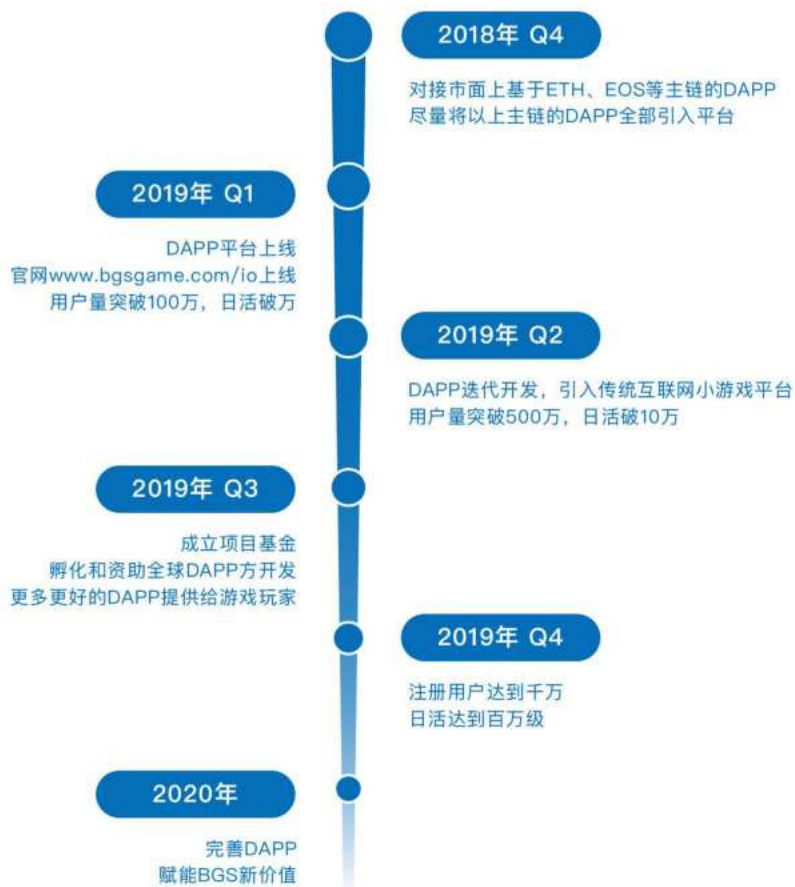 2018年 Q4
对接市面上基于ETH、EOS等主链的DAPP
尽量将以上主链的DAPP全部引入平台
2019年 Q1
DAPP平台上线
官网www.bgsgame.com/io上线
用户量突破100万，日活破万
2019年 Q2
DAPP迭代开发，引入传统互联网小游戏平台
用户量突破500万，日活破10万
2019年 Q3
成立项目基金
孵化和资助全球DAPP方开发
更多更好的DAPP提供给游戏玩家
2019年 Q4
注册用户达到千万
日活达到百万级
2020年
完善DAPP
赋能BGS新价值